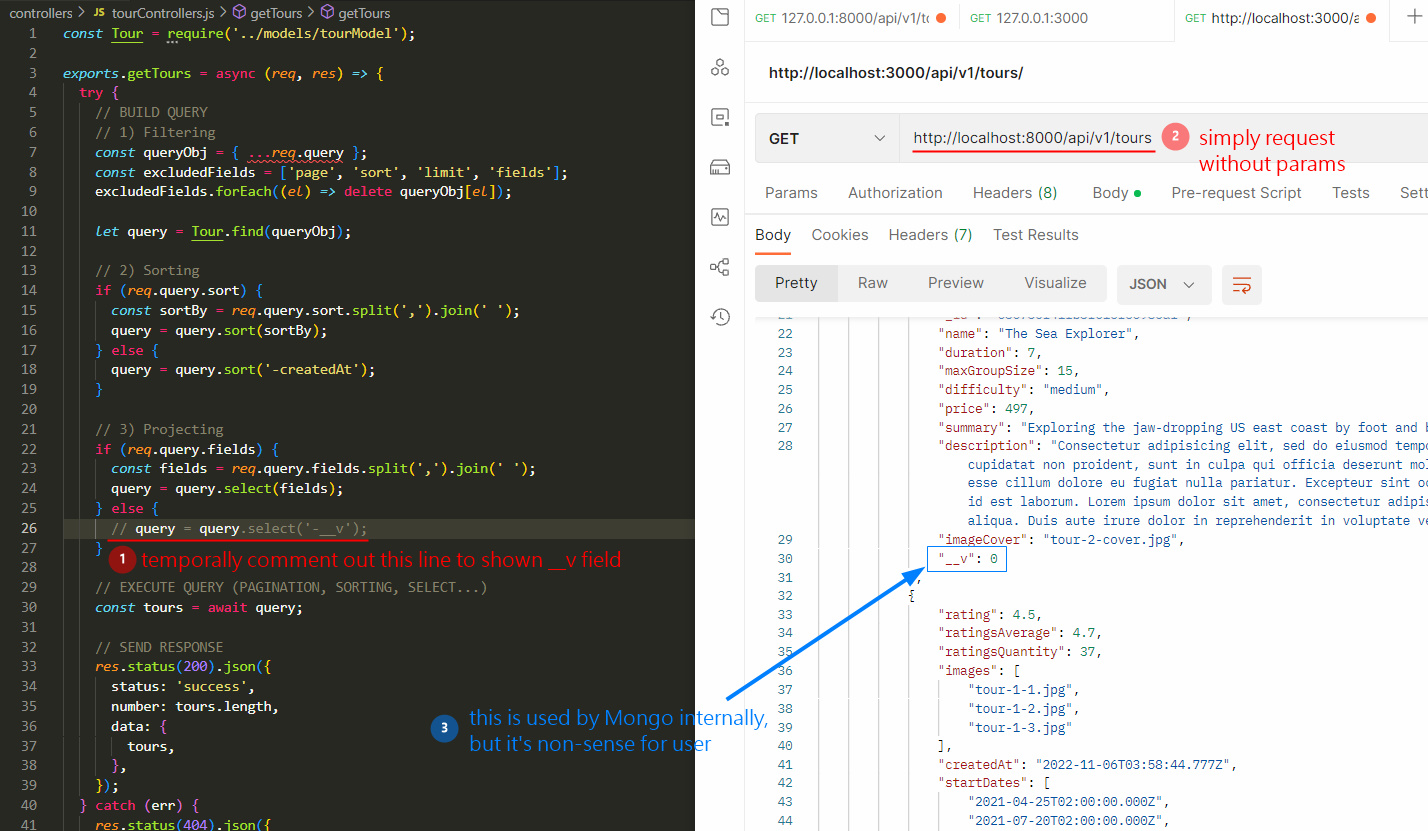 controllers > JS tourControllers.js > getTours > getTours
1 const Tour = require('../models/tourModel');
2
3 exports.getTours = async (req, res) => {
4 try {
5 // BUILD QUERY
6 // 1) Filtering
7 const queryObj = { ...req.query };
8 const excludedFields = ['page', 'sort', 'limit', 'fields'];
9 excludedFields.forEach((el) => delete queryObj[el]);
10
11 let query = Tour.find(queryObj);
12
13 // 2) Sorting
14 if (req.query.sort) {
15 const sortBy = req.query.sort.split(',').join(' ');
16 query = query.sort(sortBy);
17 } else {
18 query = query.sort('-createdAt');
19 }
20
21 // 3) Projecting
22 if (req.query.fields) {
23 const fields = req.query.fields.split(',').join(' ');
24 query = query.select(fields);
25 } else {
26 // query = query.select('-__v');
27 }
1 temporally comment out this line to shown __v field
28
29 // EXECUTE QUERY (PAGINATION, SORTING, SELECT...)
30 const tours = await query;
31
32 // SEND RESPONSE
33 res.status(200).json({
34 status: 'success',
35 number: tours.length,
36 data: {
37 tours,
38 },
39 });
40 } catch (err) {
41 res.status(404).json({
3 this is used by Mongo internally,
but it's non-sense for user
GET 127.0.0.1:8000/api/v1/to
GET 127.0.0.1:3000
GET http://localhost:3000/a
http://localhost:3000/api/v1/tours/
GET http://localhost:8000/api/v1/tours
2 simply request
without params
Params Authorization Headers (8) Body Pre-request Script Tests Sett
Body Cookies Headers (7) Test Results
Pretty Raw Preview Visualize JSON
22 "name": "The Sea Explorer",
23 "duration": 7,
24 "maxGroupSize": 15,
25 "difficulty": "medium",
26 "price": 497,
27 "summary": "Exploring the jaw-dropping US east coast by foot and b
28 "description": "Consectetur adipisicing elit, sed do eiusmod tempo
cupidatat non proident, sunt in culpa qui officia deserunt mol
esse cillum dolore eu fugiat nulla pariatur. Excepteur sint oc
id est laborum. Lorem ipsum dolor sit amet, consectetur adipis
aliqua. Duis aute irure dolor in reprehenderit in voluptate ve
29 "imageCover": "tour-2-cover.jpg",
30 "__v": 0
31 ,
32 {
33 "rating": 4.5,
34 "ratingsAverage": 4.7,
35 "ratingsQuantity": 37,
36 "images": [
37 "tour-1-1.jpg",
38 "tour-1-2.jpg",
39 "tour-1-3.jpg"
40 ],
41 "createdAt": "2022-11-06T03:58:44.777Z",
42 "startDates": [
43 "2021-04-25T02:00:00.000Z",
44 "2021-07-20T02:00:00.000Z",